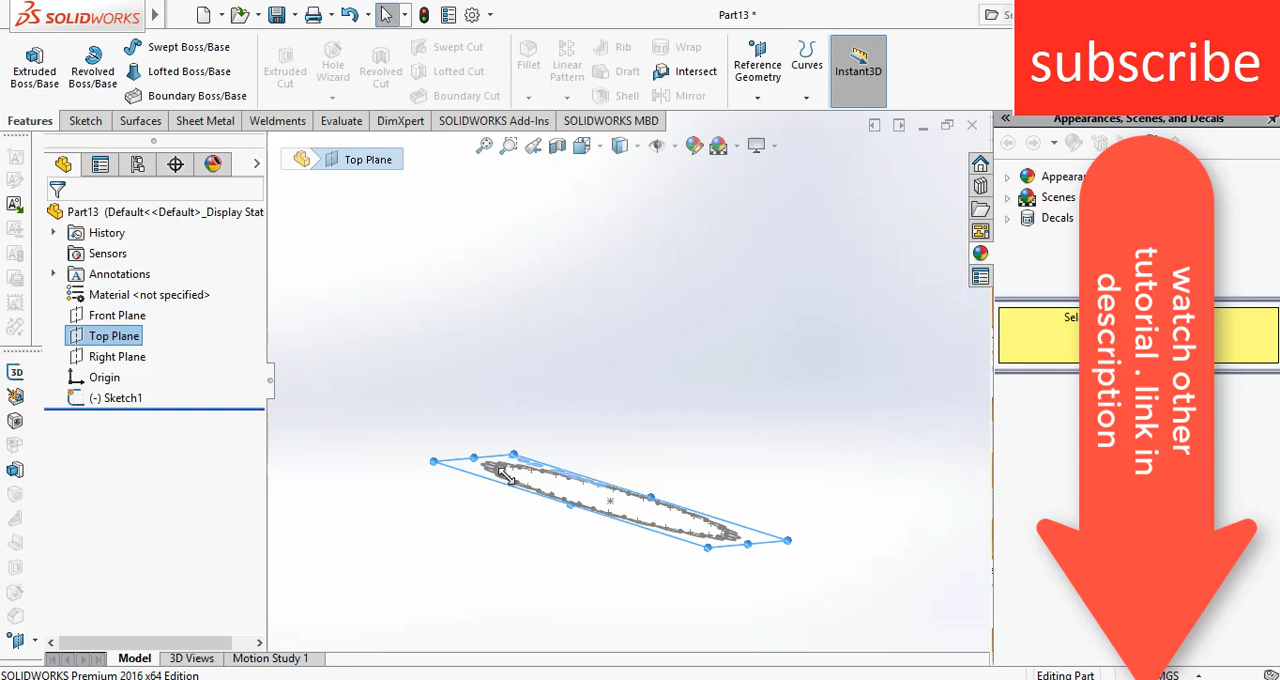 SOLIDWORKS
Part13 *
subscribe
Extruded
Boss/Base
Revolved
Boss/Base
Swept Boss/Base
Lofted Boss/Base
Boundary Boss/Base
Extruded
Cut
Hole
Wizard
Revolved
Cut
Swept Cut
Lofted Cut
Boundary Cut
Fillet
Linear
Pattern
Rib
Draft
Shell
Wrap
Intersect
Mirror
Reference
Geometry
Curves
Instant3D
Features
Sketch
Surfaces
Sheet Metal
Weldments
Evaluate
DimXpert
SOLIDWORKS Add-Ins
SOLIDWORKS MBD
Appearances, Scenes, and Decals
Top Plane
Scenes
Decals
Part13 (Default<<Default>_Display Stat
History
Sensors
Annotations
Material <not specified>
Front Plane
Top Plane
Right Plane
Origin
(-) Sketch1
3D
watch other
tutorial . link in
description
Model
3D Views
Motion Study 1
SOLIDWORKS Premium 2016 x64 Edition
Editing Part